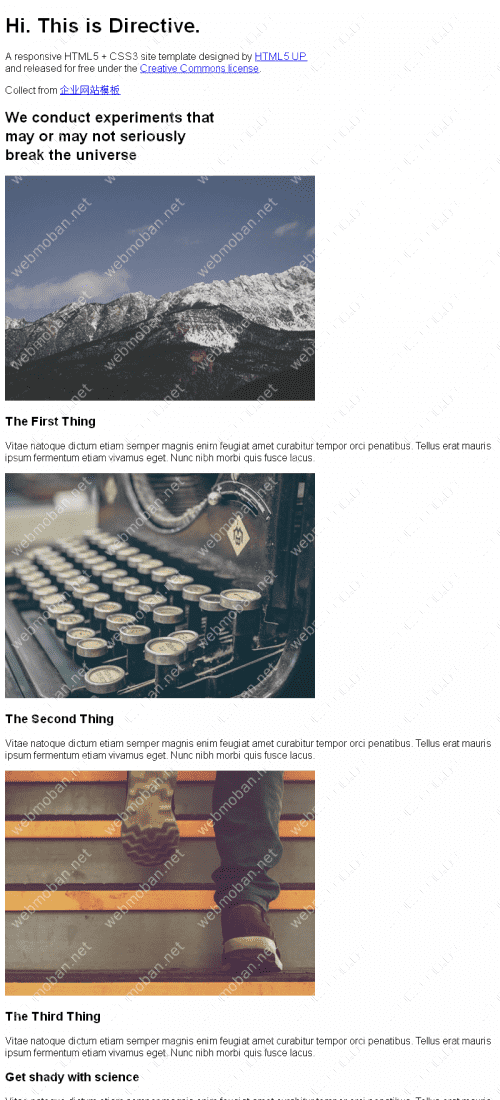 Hi. This is Directive.
A responsive HTML5 + CSS3 site template designed by HTML5 UP
and released for free under the Creative Commons license.
Collect from 企业网站模板
We conduct experiments that
may or may not seriously
break the universe
webmoban.net
The First Thing
Vitae natoque dictum etiam semper magnis enim feugiat amet curabitur tempor orci penatibus. Tellus erat mauris
ipsum fermentum etiam vivamus eget. Nunc nibh morbi quis fusce lacus.
webmoban.net
The Second Thing
Vitae natoque dictum etiam semper magnis enim feugiat amet curabitur tempor orci penatibus. Tellus erat mauris
ipsum fermentum etiam vivamus eget. Nunc nibh morbi quis fusce lacus.
webmoban.net
The Third Thing
Vitae natoque dictum etiam semper magnis enim feugiat amet curabitur tempor orci penatibus. Tellus erat mauris
ipsum fermentum etiam vivamus eget. Nunc nibh morbi quis fusce lacus.
Get shady with science